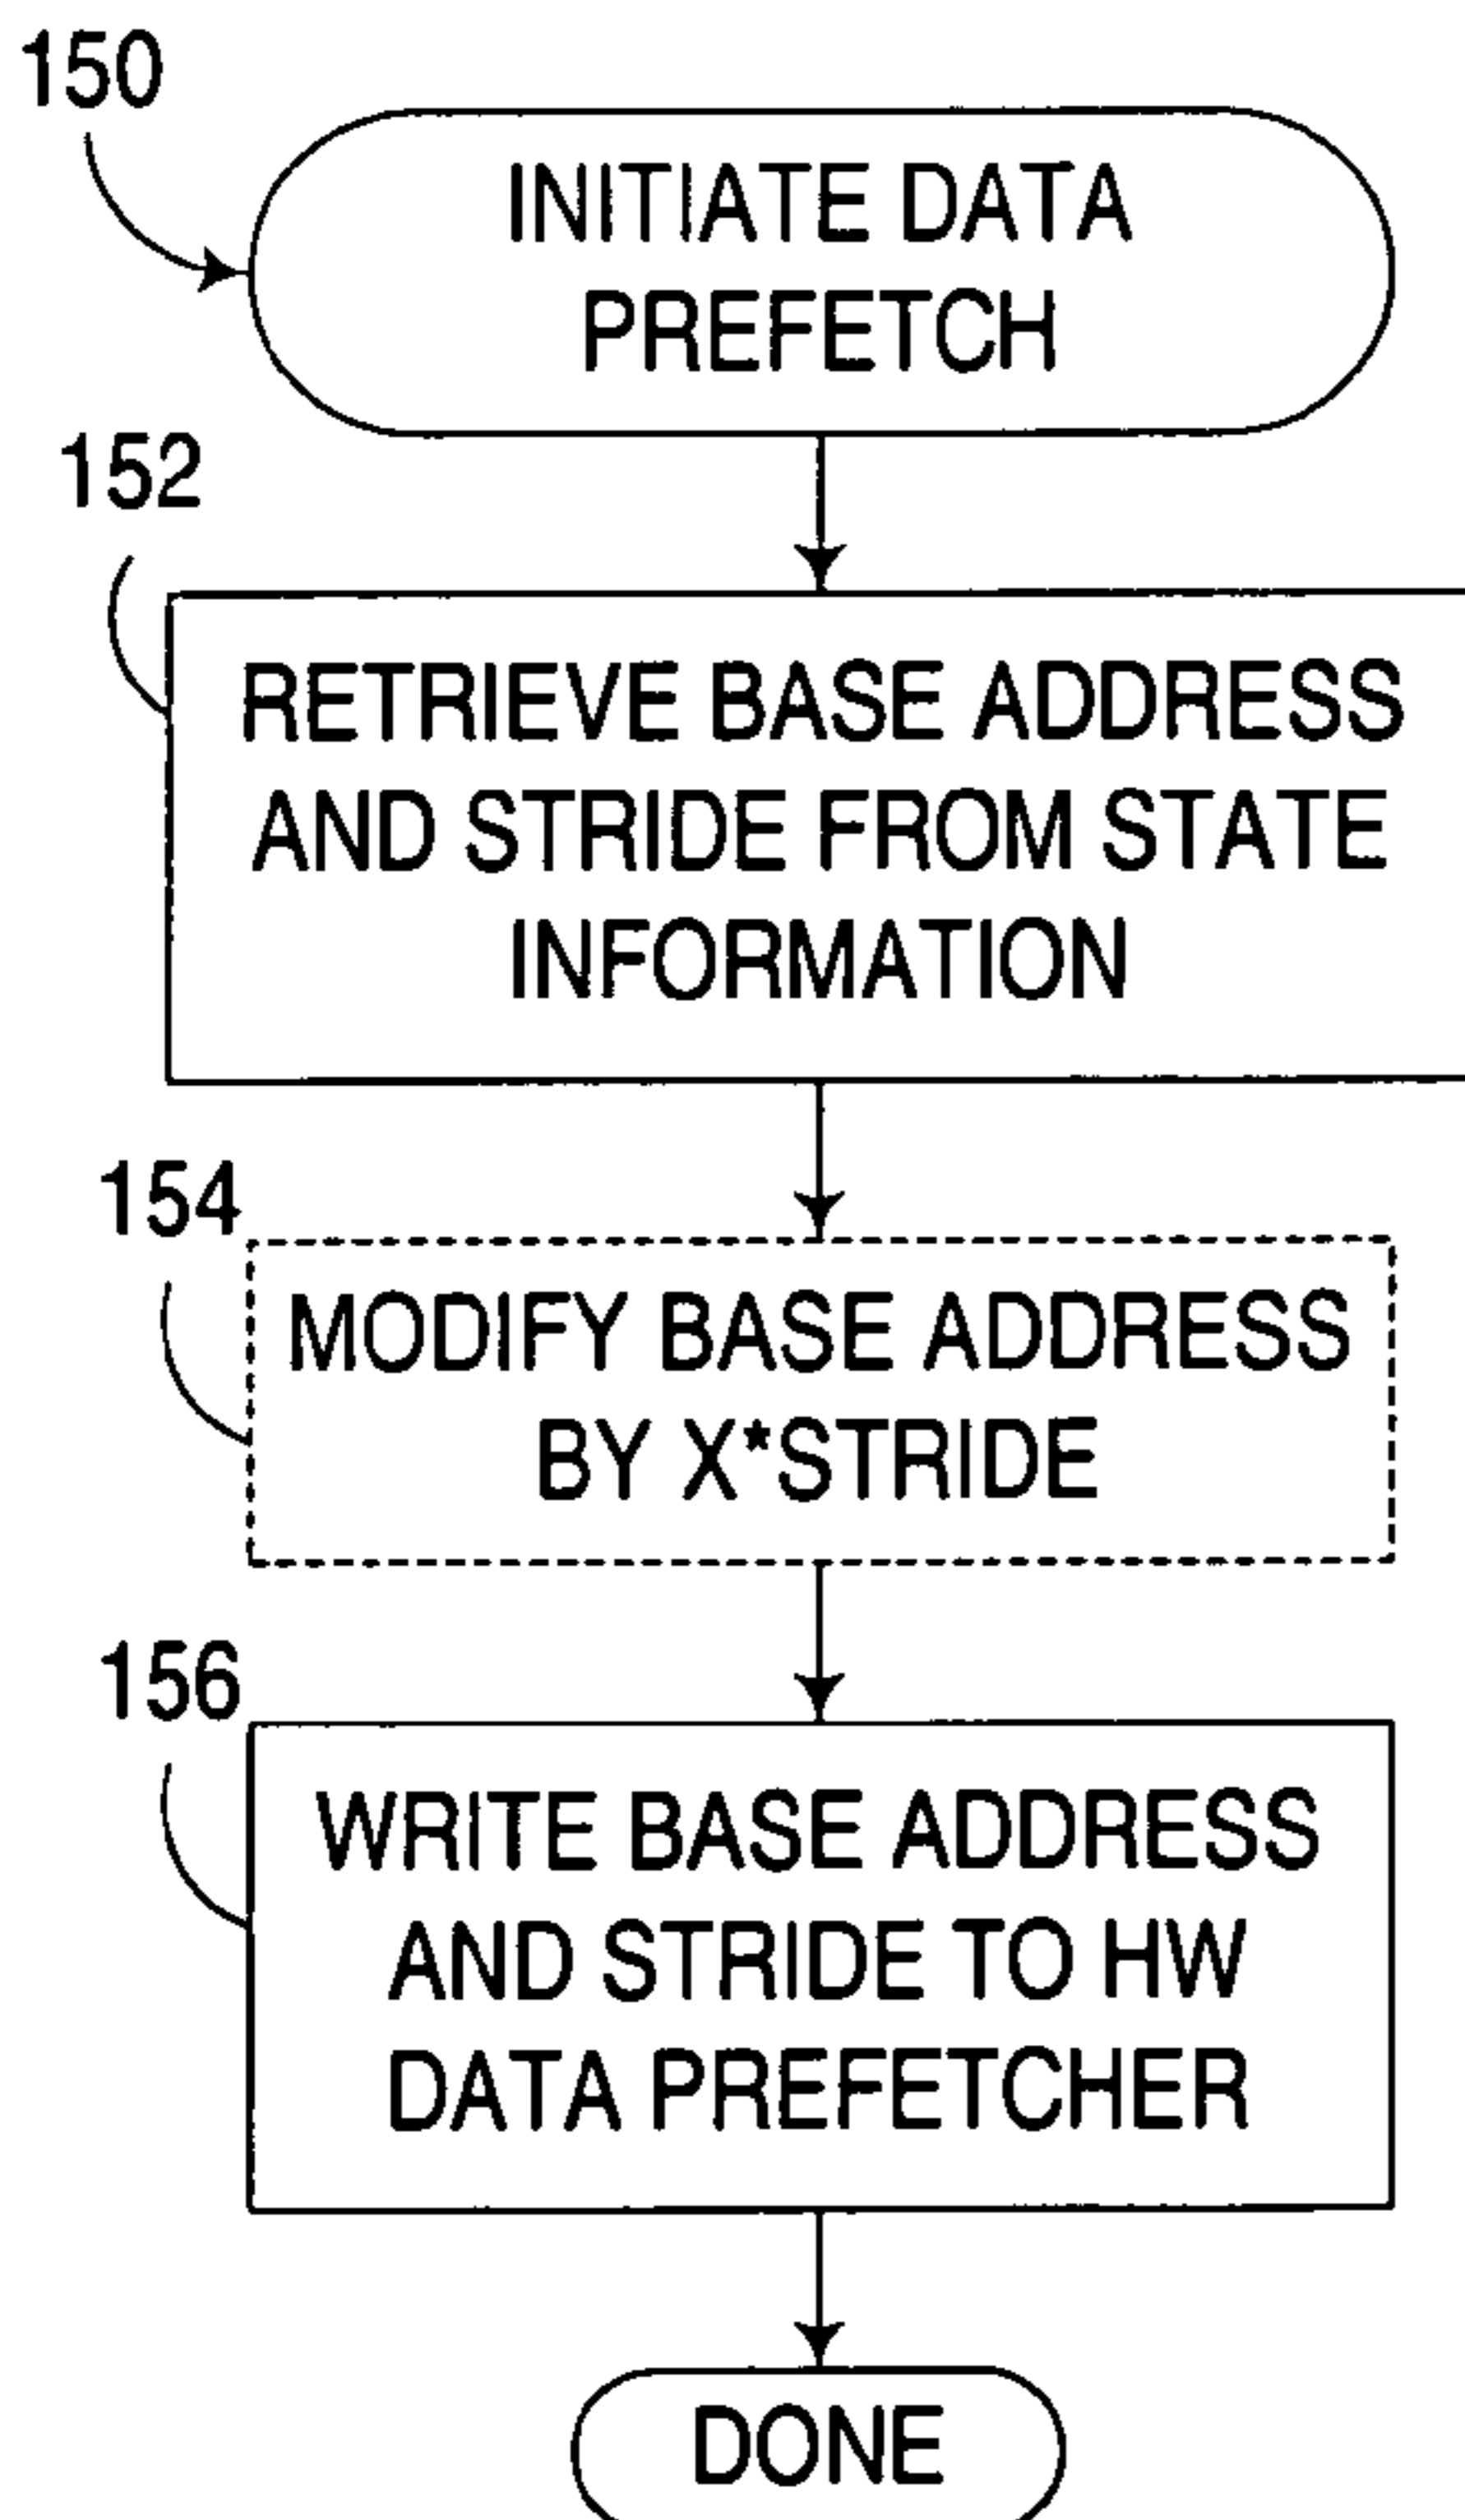 150
INITIATE DATA
PREFETCH
152
RETRIEVE BASE ADDRESS
AND STRIDE FROM STATE
INFORMATION
154
MODIFY BASE ADDRESS
BY X*STRIDE
156
WRITE BASE ADDRESS
AND STRIDE TO HW
DATA PREFETCHER
DONE